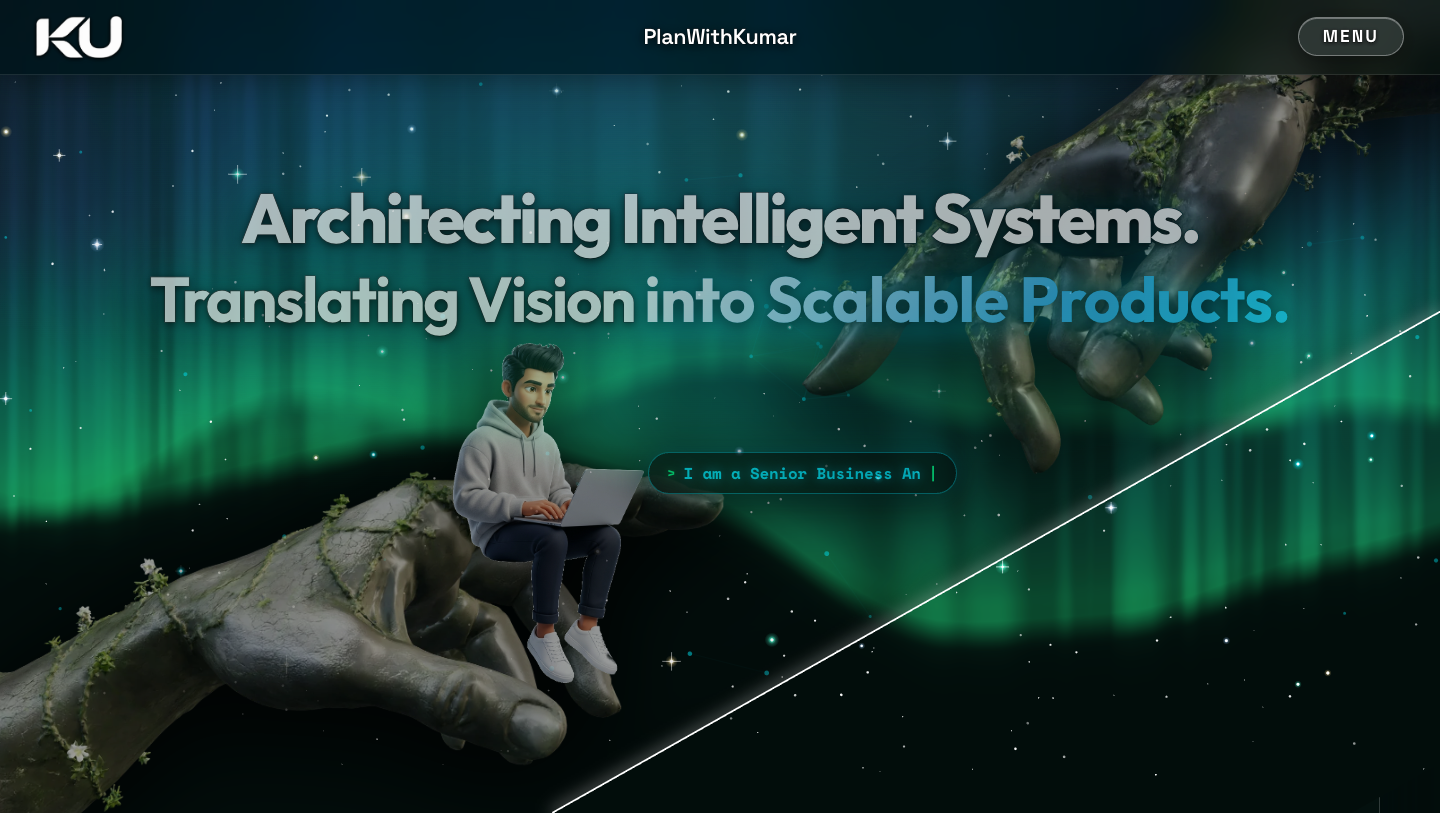 KU
PlanWithKumar
MENU
Architecting Intelligent Systems.
Translating Vision into Scalable Products.
> I am a Senior Business An |